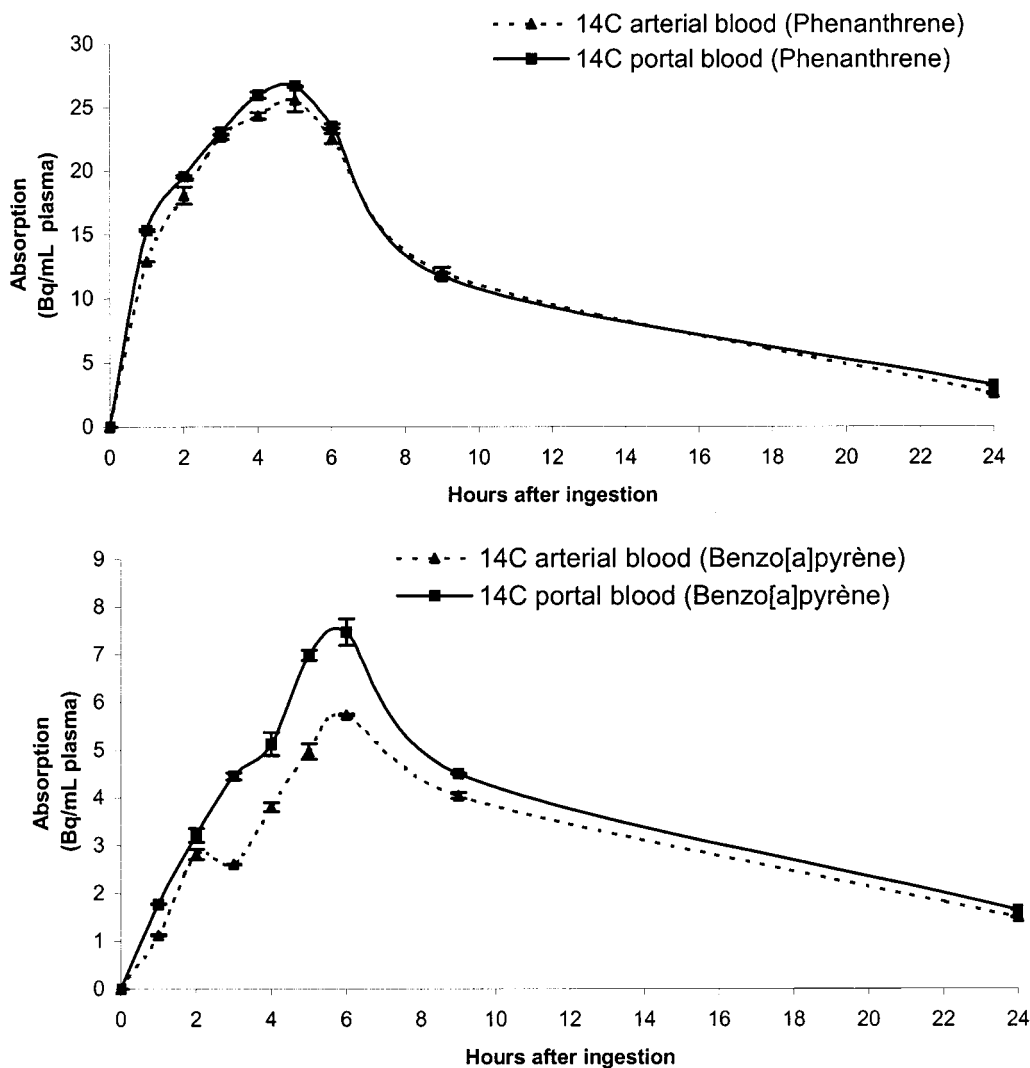 14C arterial blood (Phenanthrene)
14C portal blood (Phenanthrene)
30
25
20
15
10
5
0
Absorption
(Bq/mL plasma)
0 2 4 6 8 10 12 14 16 18 20 22 24
Hours after ingestion
14C arterial blood (Benzo[a]pyrène)
14C portal blood (Benzo[a]pyrène)
9
8
7
6
5
4
3
2
1
0
Absorption
(Bq/mL plasma)
0 2 4 6 8 10 12 14 16 18 20 22 24
Hours after ingestion